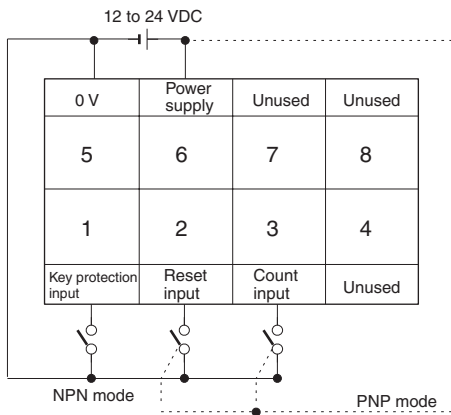 12 to 24 VDC
0 V
Power supply
Unused
Unused
5
6
7
8
1
2
3
4
Key protection input
Reset input
Count input
Unused
NPN mode
PNP mode